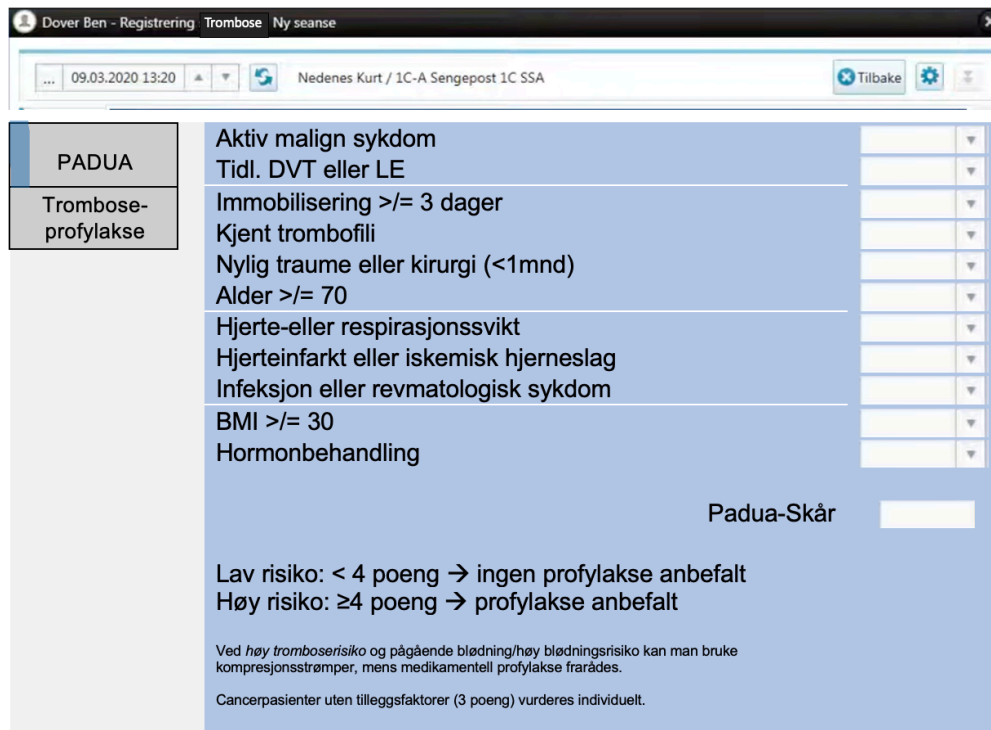 Dover Ben - Registrering Trombose Ny seanse
... 09.03.2020 13:20 Nedenes Kurt / 1C-A Sengepost 1C SSA Tilbake
PADUA
Trombose-
profylakse
Aktiv malign sykdom
Tidl. DVT eller LE
Immobilisering >/= 3 dager
Kjent trombofili
Nylig traume eller kirurgi (<1mnd)
Alder >/= 70
Hjerte-eller respirasjonssvikt
Hjerteinfarkt eller iskemisk hjerneslag
Infeksjon eller revmatologisk sykdom
BMI >/= 30
Hormonbehandling
Padua-Skår
Lav risiko: < 4 poeng → ingen profylakse anbefalt
Høy risiko: ≥4 poeng → profylakse anbefalt
Ved høy tromboserisiko og pågående blødning/høy blødningsrisiko kan man bruke
kompresjonsstrømper, mens medikamentell profylakse frarådes.
Cancerpasienter uten tilleggsfaktorer (3 poeng) vurderes individuelt.